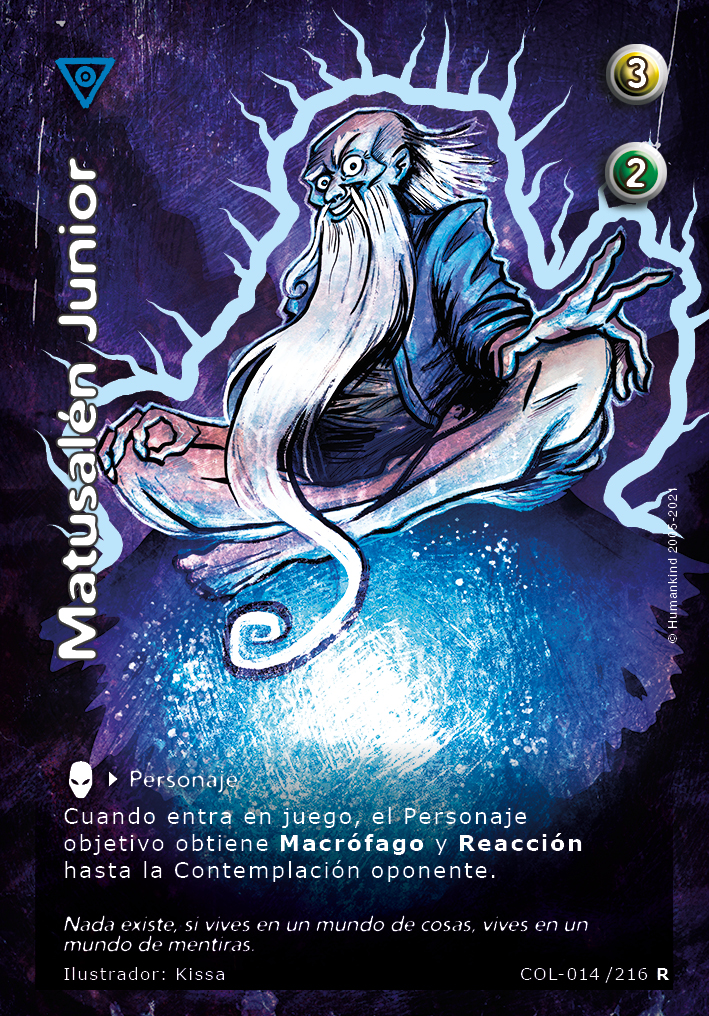 3
2
Matusalén Junior
© Humankind 2005-2021
Personaje
Cuando entra en juego, el Personaje
objetivo obtiene Macrófago y Reacción
hasta la Contemplación oponente.
Nada existe, si vives en un mundo de cosas, vives en un
mundo de mentiras.
Ilustrador: Kissa
COL-014/216 R